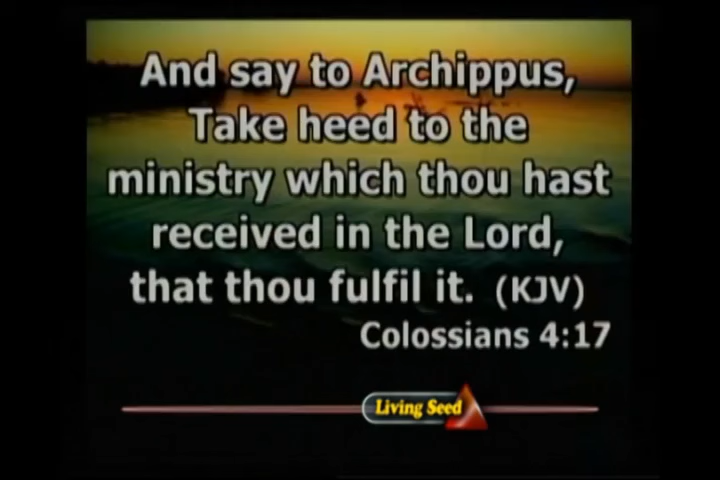 And say to Archippus,
Take heed to the
ministry which thou hast
received in the Lord,
that thou fulfil it. (KJV)
Colossians 4:17
Living Seed